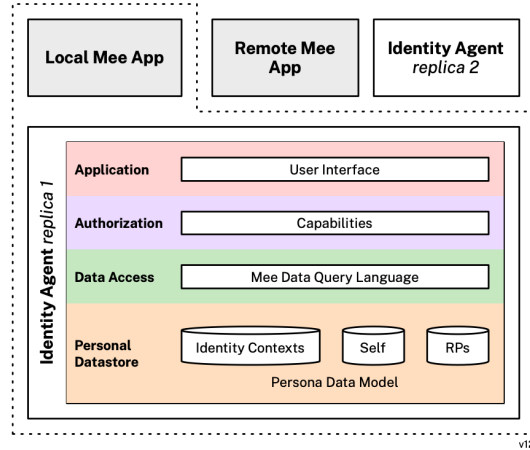 Local Mee App
Remote Mee
App
Identity Agent
replica 2
Identity Agent replica 1
Application
User Interface
Authorization
Capabilities
Data Access
Mee Data Query Language
Personal
Datastore
Identity Contexts
Self
RPs
Persona Data Model
v12